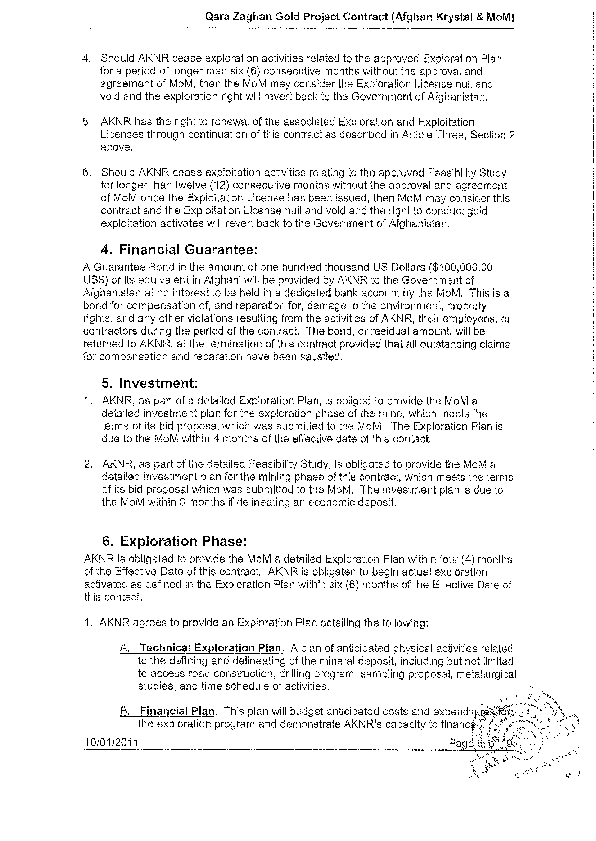 Qara Zaghan Gold Project Contract (Afghan Krystal & MoM)
4. Should AKNR cease exploration activities related to the approved Exploration Plan
for a period of longer than six (6) consecutive months without the approval and
agreement of MoM, then the MoM may consider the Exploration License null and
void and the exploration right will revert back to the Government of Afghanistan.
5. AKNR has the right to renewal of the associated Exploration and Exploitation
Licenses through continuation of this contract as described in Article Three, Section 2
above.
6. Should AKNR cease exploitation activities relating to the approved Feasibility Study
for longer than twelve (12) consecutive months without the approval and agreement
of MoM once the Exploitation License has been issued, then MoM may consider this
contract and the Exploitation License null and void and the right to conduct gold
exploitation activates will revert back to the Government of Afghanistan.
4. Financial Guarantee:
A Guarantee Bond in the amount of one hundred thousand US Dollars ($100,000.00
US$) or its equivalent in Afghani will be provided by AKNR to the Government of
Afghanistan at no interest to be held in a dedicated bank account by the MoM. This is a
bond for compensation of, and reparation for, damage to the environment, property
rights, and any other violations resulting from the activities of AKNR, their employees, or
contractors during the period of the contract. The bond, or residual amount, will be
returned to AKNR, at the termination of this contract provided that all outstanding claims
for compensation and reparation have been satisfied.
5. Investment:
1. AKNR, as part of a detailed Exploration Plan, is obliged to provide the MoM a
detailed investment plan for the exploration phase of the mine, which meets the
terms of its bid proposal which was submitted to the MoM. The Exploration Plan is
due to the MoM within 4 months of the effective date of this contact.
2. AKNR, as part of the detailed Feasibility Study, is obligated to provide the MoM a
detailed investment plan for the mining phase of this contract, which meets the terms
of its bid proposal which was submitted to the MoM. The investment plan is due to
the MoM within 3 months if delineating an economic deposit.
6. Exploration Phase:
AKNR is obligated to provide the MoM a detailed Exploration Plan within four (4) months
of the Effective Date of this contract. AKNR is obligated to begin actual exploration
activates as defined in the Exploration Plan within six (6) months of the Effective Date of
this contact.
1. AKNR agrees to provide an Exploration Plan detailing the following:
A. Technical Exploration Plan. A plan of anticipated physical activities related
to the defining and delineating of the mineral deposit, including but not limited
to access road construction, drilling program, sampling proposal, metallurgical
studies, and time schedule of activities.
B. Financial Plan. This plan will budget anticipated costs and
the exploration program and demonstrate AKNR's capacity to finance
10/01/2011 Page